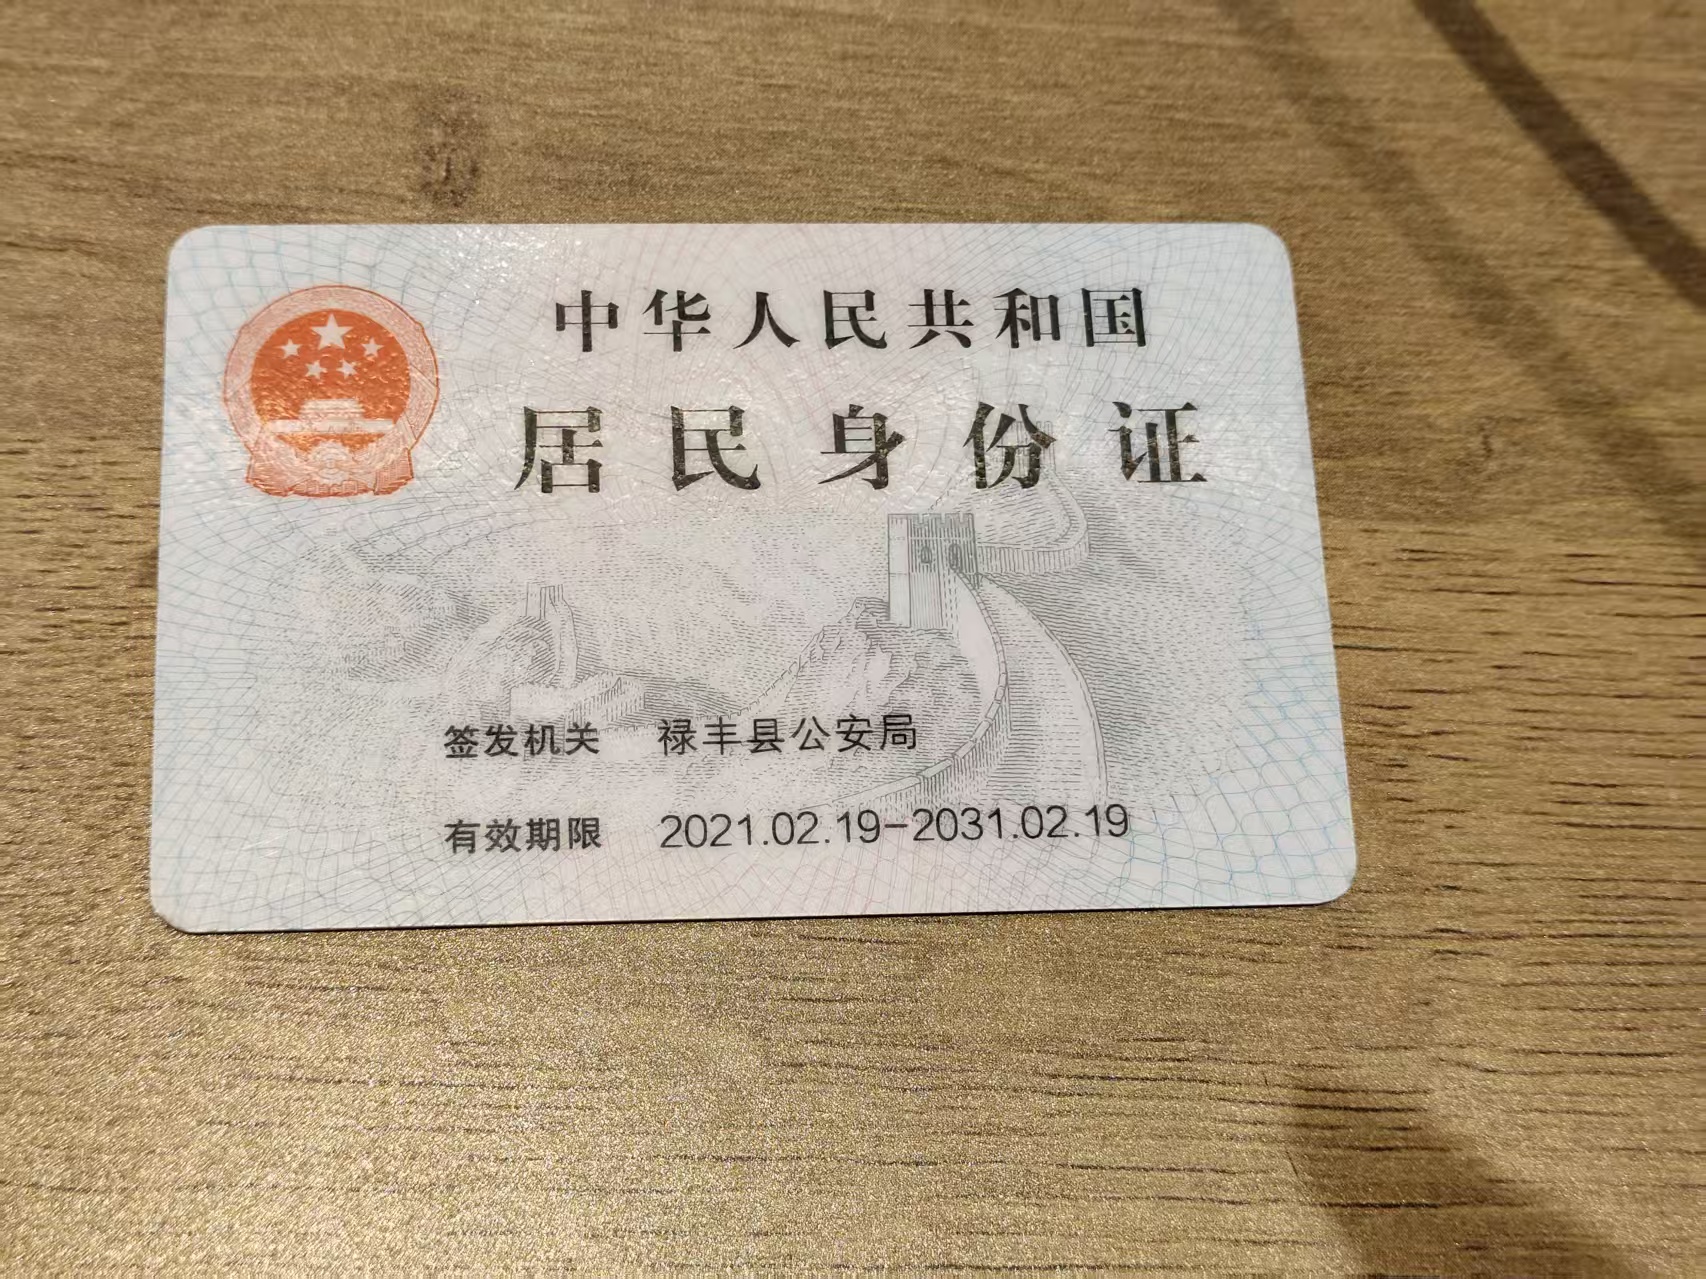 中华人民共和国
居民身份证
签发机关 禄丰县公安局
有效期限 2021.02.19-2031.02.19